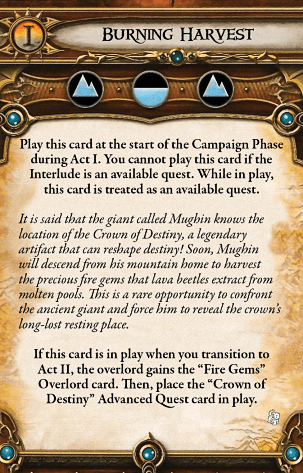 I
Burning Harvest
Play this card at the start of the Campaign Phase
during Act I. You cannot play this card if the
Interlude is an available quest. While in play,
this card is treated as an available quest.
It is said that the giant called Mughin knows the
location of the Crown of Destiny, a legendary
artifact that can reshape destiny! Soon, Mughin
will descend from his mountain home to harvest
the precious fire gems that lava beetles extract from
molten pools. This is a rare opportunity to confront
the ancient giant and force him to reveal the crown's
long-lost resting place.
If this card is in play when you transition to
Act II, the overlord gains the “Fire Gems”
Overlord card. Then, place the “Crown of
Destiny” Advanced Quest card in play.